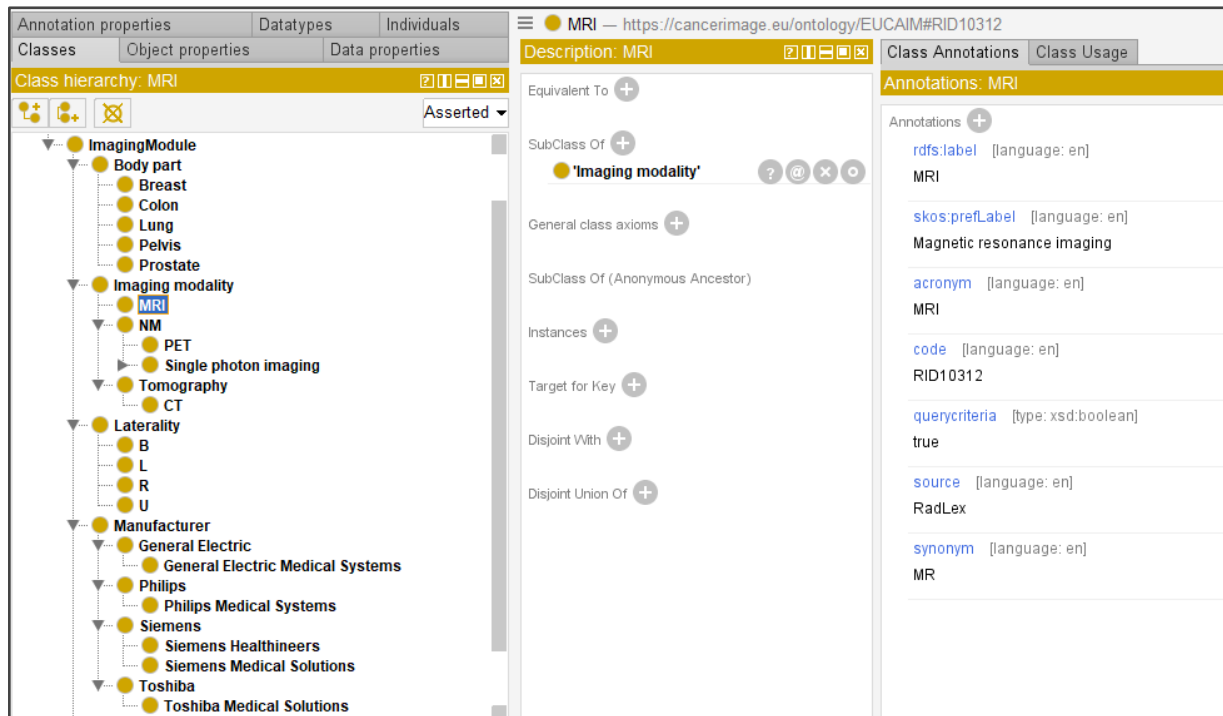 Annotation properties Datatypes Individuals
Classes Object properties Data properties
Class hierarchy: MRI
Asserted
ImagingModule
Body part
Breast
Colon
Lung
Pelvis
Prostate
Imaging modality
MRI
NM
PET
Single photon imaging
Tomography
CT
Laterality
B
L
R
U
Manufacturer
General Electric
General Electric Medical Systems
Philips
Philips Medical Systems
Siemens
Siemens Healthineers
Siemens Medical Solutions
Toshiba
Toshiba Medical Solutions
MRI — https://cancerimage.eu/ontology/EUCAIM#RID10312
Description: MRI
Equivalent To
SubClass Of
'Imaging modality'
General class axioms
SubClass Of (Anonymous Ancestor)
Instances
Target for Key
Disjoint With
Disjoint Union Of
Class Annotations Class Usage
Annotations: MRI
Annotations
rdfs:label [language: en]
MRI
skos:prefLabel [language: en]
Magnetic resonance imaging
acronym [language: en]
MRI
code [language: en]
RID10312
querycriteria [type: xsd:boolean]
true
source [language: en]
RadLex
synonym [language: en]
MR